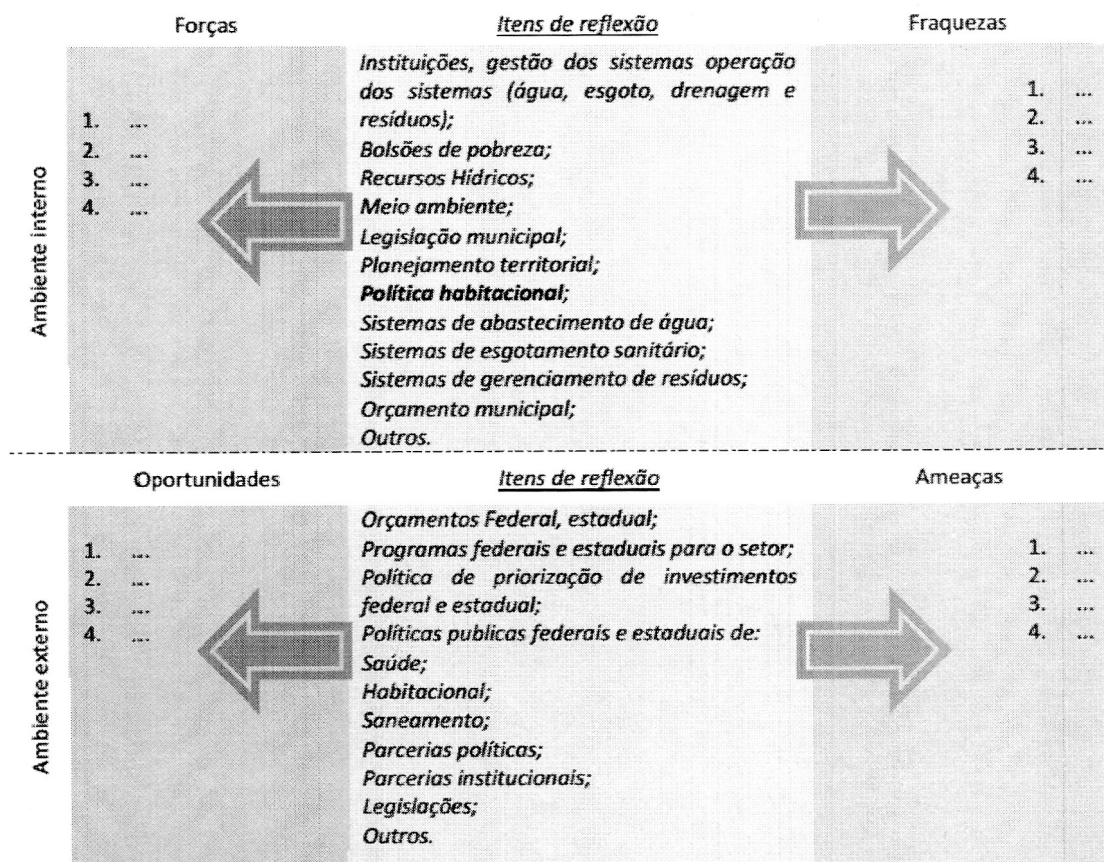 Forças
Itens de reflexão
Fraquezas
Ambiente interno
1. ...
2. ...
3. ...
4. ...
Instituições, gestão dos sistemas operação
dos sistemas (água, esgoto, drenagem e
resíduos);
Bolsões de pobreza;
Recursos Hídricos;
Meio ambiente;
Legislação municipal;
Planejamento territorial;
Política habitacional;
Sistemas de abastecimento de água;
Sistemas de esgotamento sanitário;
Sistemas de gerenciamento de resíduos;
Orçamento municipal;
Outros.
1. ...
2. ...
3. ...
4. ...
Oportunidades
Itens de reflexão
Ameaças
Ambiente externo
1. ...
2. ...
3. ...
4. ...
Orçamentos Federal, estadual;
Programas federais e estaduais para o setor;
Política de priorização de investimentos
federal e estadual;
Políticas publicas federais e estaduais de:
Saúde;
Habitacional;
Saneamento;
Parcerias políticas;
Parcerias institucionais;
Legislações;
Outros.
1. ...
2. ...
3. ...
4. ...